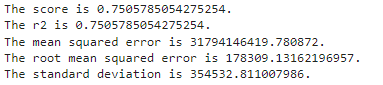 The score is 0.7505785054275254.
The r2 is 0.7505785054275254.
The mean squared error is 31794146419.780872.
The root mean squared error is 178309.13162196957.
The standard deviation is 354532.811007986.